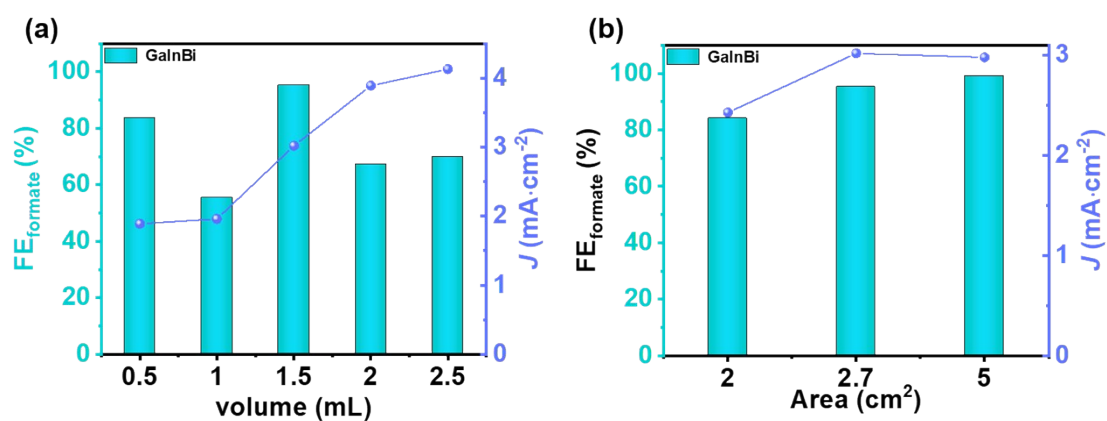 (a)
GaInBi
FE_formate (%)
100
80
60
40
20
0
0.5 1 1.5 2 2.5
volume (mL)
4
3
2
1
0
J (mA·cm⁻²)
(b)
GaInBi
FE_formate (%)
100
80
60
40
20
0
2 2.7 5
Area (cm²)
3
2
1
0
J (mA·cm⁻²)